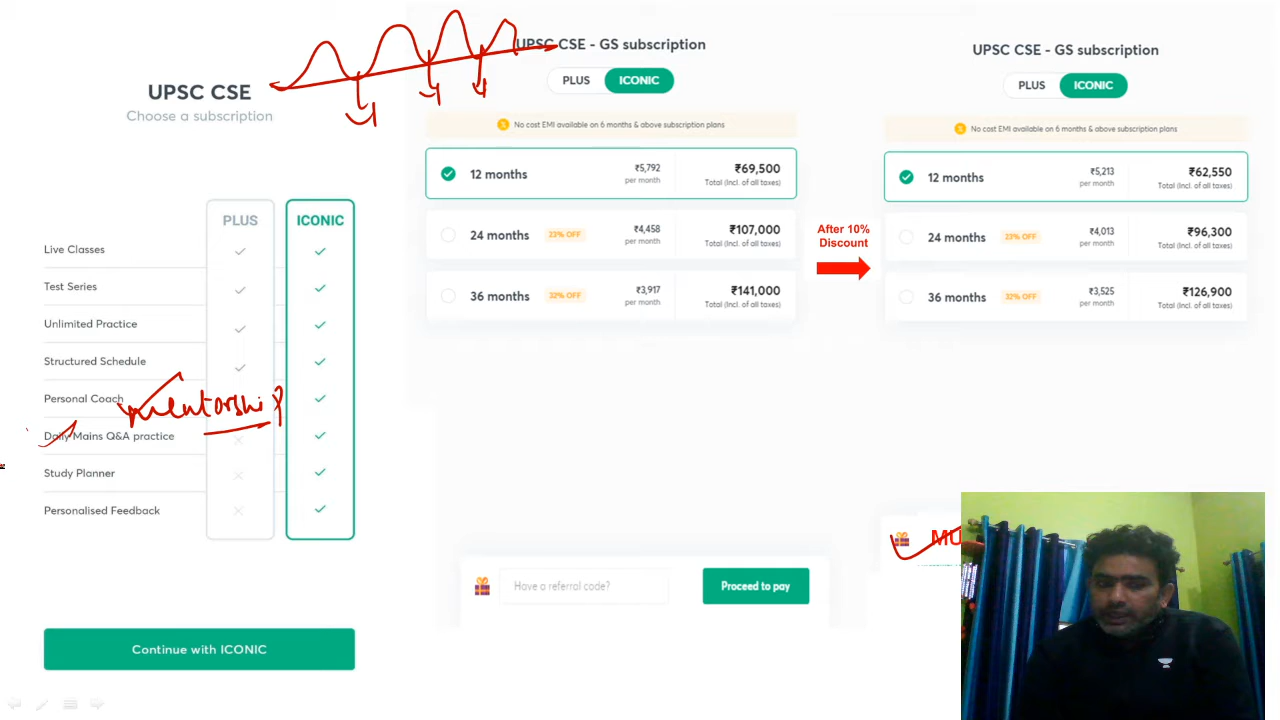 UPSC CSE
Choose a subscription
PLUS
ICONIC
Live Classes
Test Series
Unlimited Practice
Structured Schedule
Personal Coach
mentorship
Daily Mains Q&A practice
Study Planner
Personalised Feedback
Continue with ICONIC
UPSC CSE - GS subscription
PLUS
ICONIC
No cost EMI available on 6 months & above subscription plans
12 months
₹5,792
per month
₹69,500
Total (Incl. of all taxes)
24 months
₹4,458
per month
₹107,000
Total (Incl. of all taxes)
36 months
32% OFF
₹3,917
per month
₹141,000
Total (Incl. of all taxes)
Have a referral code?
Proceed to pay
After 10%
Discount
UPSC CSE - GS subscription
PLUS
ICONIC
No cost EMI available on 6 months & above subscription plans
12 months
₹5,213
per month
₹62,550
Total (Incl. of all taxes)
24 months
23% OFF
₹4,013
per month
₹96,300
Total (Incl. of all taxes)
36 months
32% OFF
₹3,525
per month
₹126,900
Total (Incl. of all taxes)